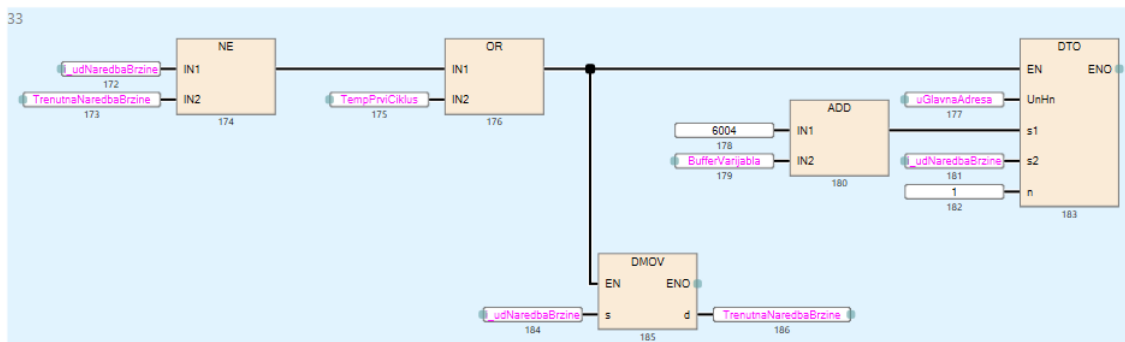 33
NE
OR
DTO
i_udNaredbaBrzine
IN1
IN1
EN
ENO
172
TrenutnaNaredbaBrzine
IN2
TempPrviCiklus
IN2
ADD
uGlavnaAdresa
UnHn
173
174
175
176
177
6004
IN1
s1
178
BufferVarijabla
IN2
i_udNaredbaBrzine
s2
179
180
181
1
n
182
183
DMOV
EN
ENO
i_udNaredbaBrzine
s
d
TrenutnaNaredbaBrzine
184
185
186